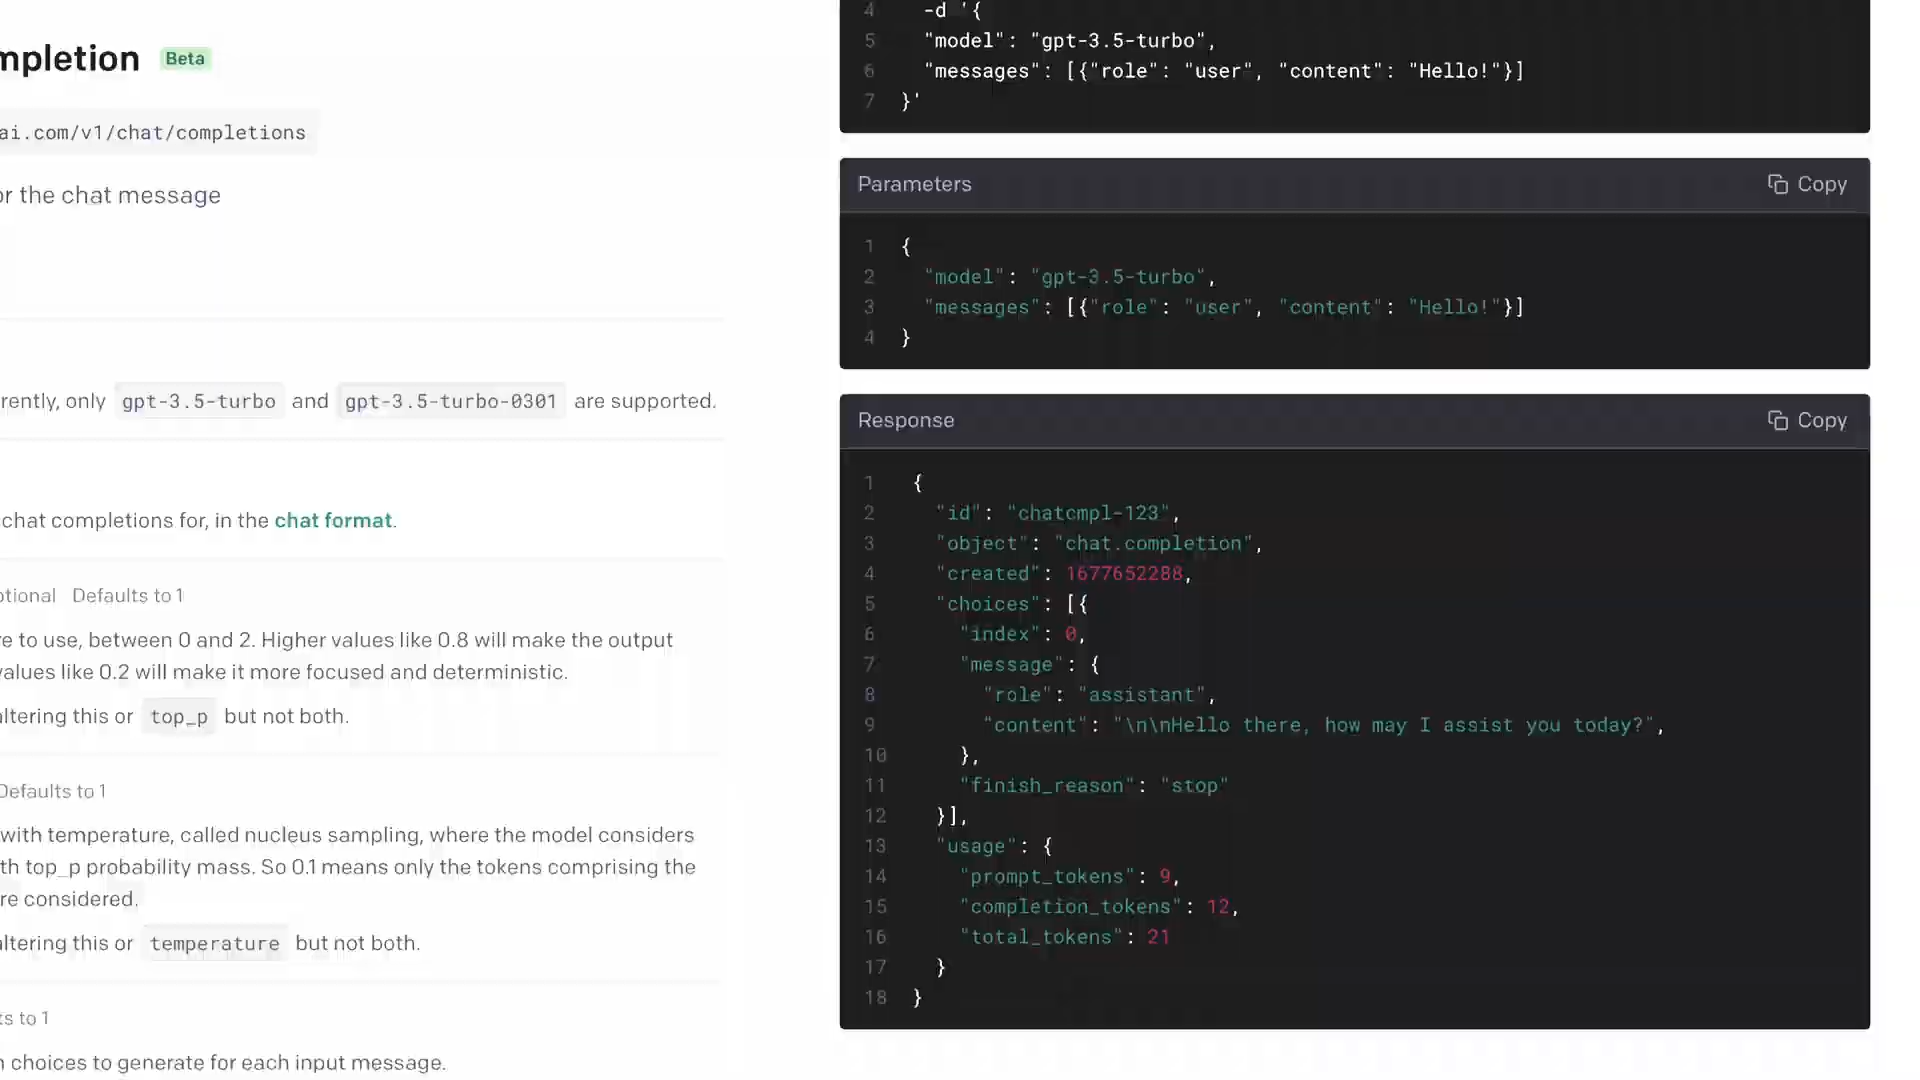 mpletion Beta
ai.com/v1/chat/completions
or the chat message
rently, only gpt-3.5-turbo and gpt-3.5-turbo-0301 are supported.
chat completions for, in the chat format.
ptional Defaults to 1
re to use, between 0 and 2. Higher values like 0.8 will make the output
values like 0.2 will make it more focused and deterministic.
altering this or top_p but not both.
Defaults to 1
with temperature, called nucleus sampling, where the model considers
th top_p probability mass. So 0.1 means only the tokens comprising the
re considered.
altering this or temperature but not both.
ts to 1
n choices to generate for each input message.
4 -d '{
5 "model": "gpt-3.5-turbo",
6 "messages": [{"role": "user", "content": "Hello!"}]
7 }'
Parameters Copy
1 {
2 "model": "gpt-3.5-turbo",
3 "messages": [{"role": "user", "content": "Hello!"}]
4 }
Response Copy
1 {
2 "id": "chatcmpl-123",
3 "object": "chat.completion",
4 "created": 1677652288,
5 "choices": [{
6 "index": 0,
7 "message": {
8 "role": "assistant",
9 "content": "\n\nHello there, how may I assist you today?",
10 },
11 "finish_reason": "stop"
12 }],
13 "usage": {
14 "prompt_tokens": 9,
15 "completion_tokens": 12,
16 "total_tokens": 21
17 }
18 }